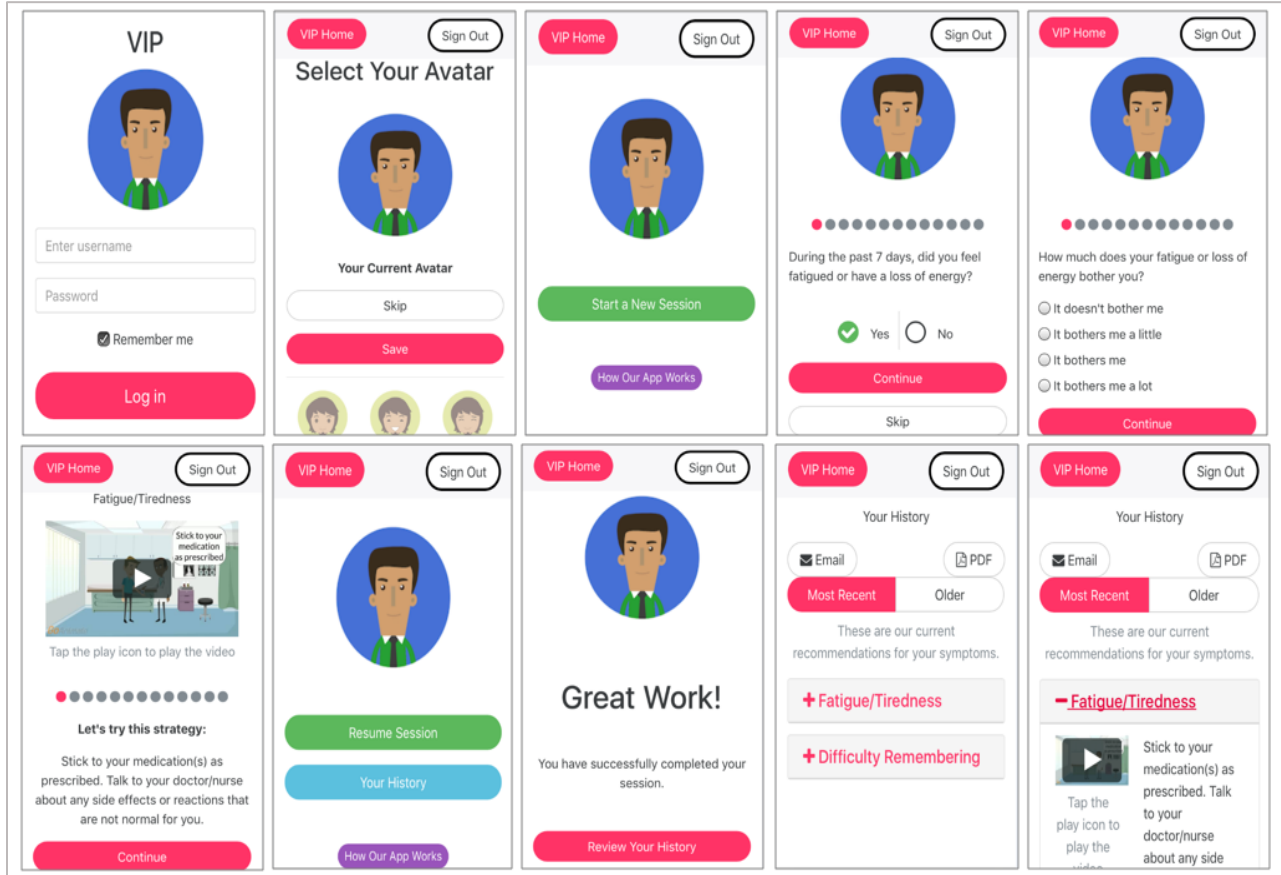 VIP
Enter username
Password
Remember me
Log in
VIP Home
Sign Out
Select Your Avatar
Your Current Avatar
Skip
Save
VIP Home
Sign Out
Start a New Session
How Our App Works
VIP Home
Sign Out
During the past 7 days, did you feel
fatigued or have a loss of energy?
Yes
No
Continue
Skip
VIP Home
Sign Out
How much does your fatigue or loss of
energy bother you?
It doesn't bother me
It bothers me a little
It bothers me
It bothers me a lot
Continue
VIP Home
Sign Out
Fatigue/Tiredness
Stick to your
medication
as prescribed
Tap the play icon to play the video
Let's try this strategy:
Stick to your medication(s) as
prescribed. Talk to your doctor/nurse
about any side effects or reactions that
are not normal for you.
Continue
VIP Home
Sign Out
Resume Session
Your History
How Our App Works
VIP Home
Sign Out
Great Work!
You have successfully completed your
session.
Review Your History
VIP Home
Sign Out
Your History
Email
PDF
Most Recent
Older
These are our current
recommendations for your symptoms.
+ Fatigue/Tiredness
+ Difficulty Remembering
VIP Home
Sign Out
Your History
Email
PDF
Most Recent
Older
These are our current
recommendations for your symptoms.
− Fatigue/Tiredness
Tap the
play icon to
play the
video
Stick to your
medication(s) as
prescribed. Talk
to your
doctor/nurse
about any side